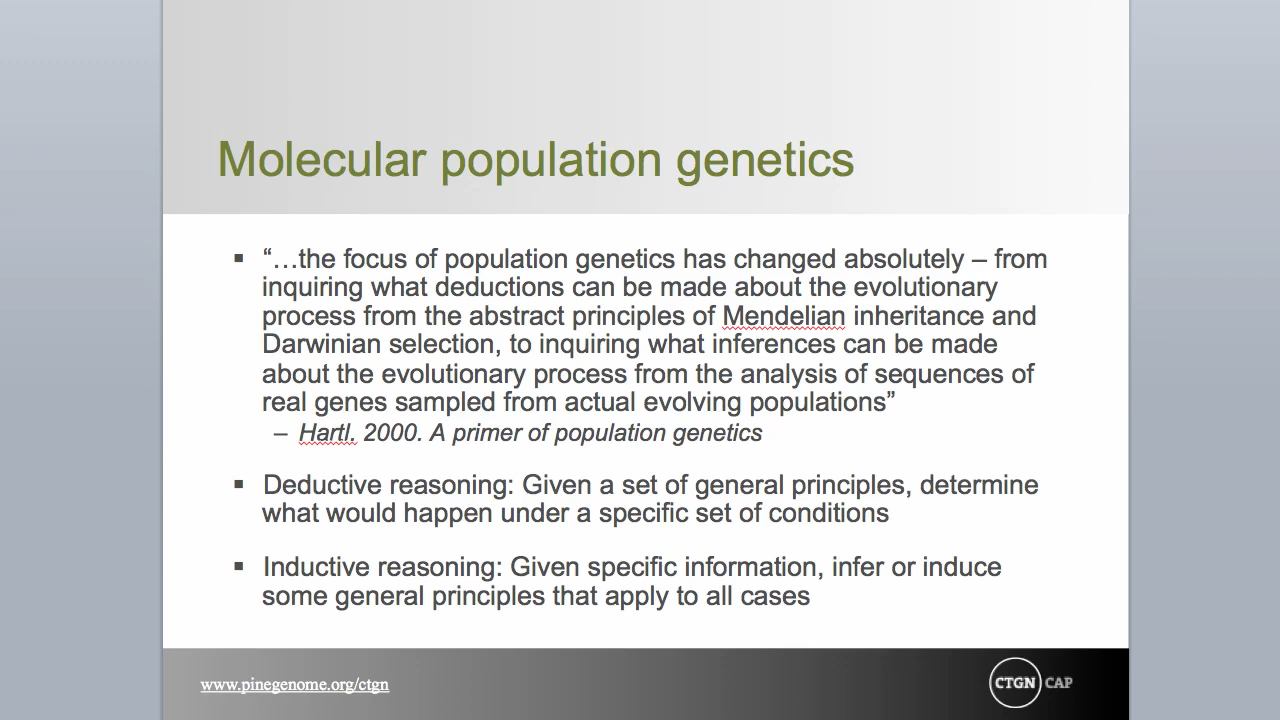 Molecular population genetics
▪ “…the focus of population genetics has changed absolutely – from
inquiring what deductions can be made about the evolutionary
process from the abstract principles of Mendelian inheritance and
Darwinian selection, to inquiring what inferences can be made
about the evolutionary process from the analysis of sequences of
real genes sampled from actual evolving populations”
– Hartl. 2000. A primer of population genetics
▪ Deductive reasoning: Given a set of general principles, determine
what would happen under a specific set of conditions
▪ Inductive reasoning: Given specific information, infer or induce
some general principles that apply to all cases
www.pinegenome.org/ctgn
CTGN CAP